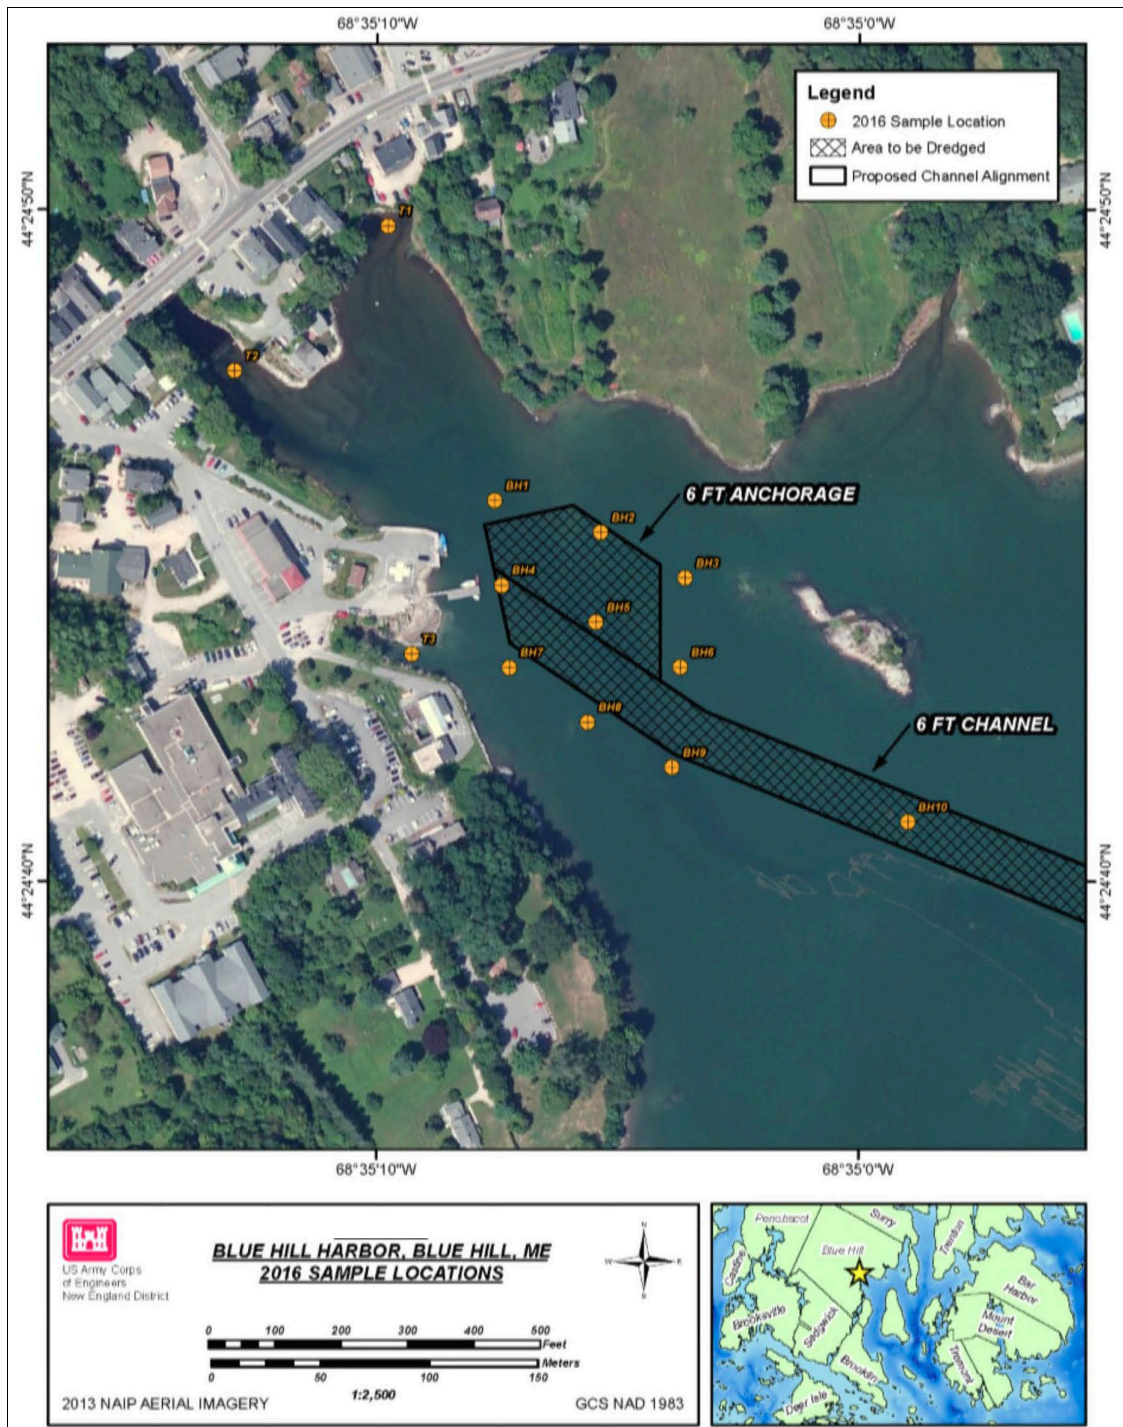 68°35'10"W
68°35'0"W
Legend
2016 Sample Location
Area to be Dredged
Proposed Channel Alignment
44°24'50"N
44°24'50"N
T1
T2
6 FT ANCHORAGE
BH1
BH2
BH3
BH4
BH5
T3
BH7
BH6
BH8
6 FT CHANNEL
BH9
BH10
44°24'40"N
44°24'40"N
68°35'10"W
68°35'0"W
US Army Corps
of Engineers
New England District
BLUE HILL HARBOR, BLUE HILL, ME
2016 SAMPLE LOCATIONS
N
W
E
S
0 100 200 300 400 500
Feet
Meters
0 50 100 150
1:2,500
2013 NAIP AERIAL IMAGERY
GCS NAD 1983
Penobscot
Surry
Trenton
Castine
Blue Hill
Bar
Harbor
Brooksville
Sedgwick
Mount
Desert
Tremont
Brooklin
Deer Isle